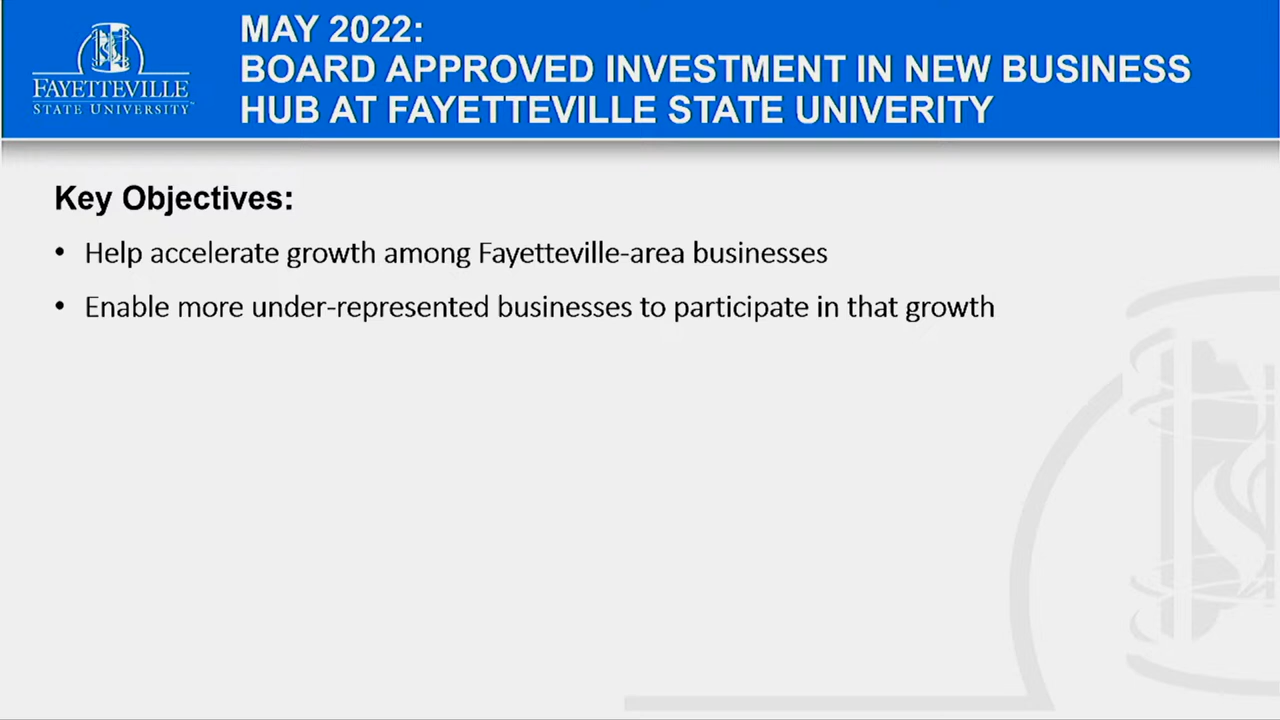 FAYETTEVILLE
STATE UNIVERSITY
MAY 2022:
BOARD APPROVED INVESTMENT IN NEW BUSINESS
HUB AT FAYETTEVILLE STATE UNIVERITY
Key Objectives:
• Help accelerate growth among Fayetteville-area businesses
• Enable more under-represented businesses to participate in that growth